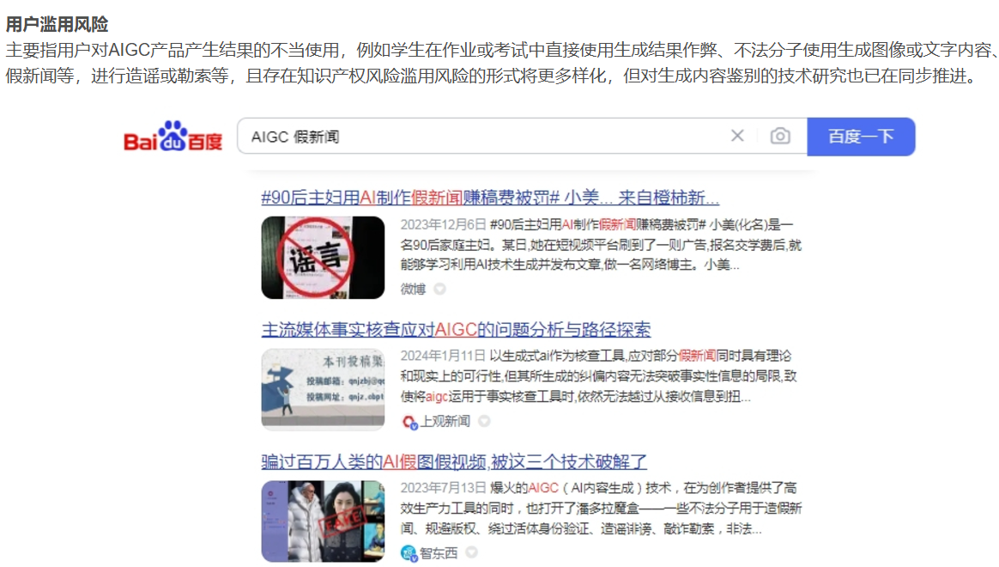 用户滥用风险
主要指用户对AIGC产品产生结果的不当使用，例如学生在作业或考试中直接使用生成结果作弊、不法分子使用生成图像或文字内容、
假新闻等，进行造谣或勒索等，且存在知识产权风险滥用风险的形式将更多样化，但对生成内容鉴别的技术研究也已在同步推进。
Bai du 百度
AIGC 假新闻
百度一下
#90后主妇用AI制作假新闻赚稿费被罚# 小美... 来自橙柿新...
谣言
2023年12月6日 #90后主妇用AI制作假新闻赚稿费被罚# 小美(化名)是一
名90后家庭主妇。某日,她在短视频平台刷到了一则广告,报名交学费后,就
能够学习利用AI技术生成并发布文章,做一名网络博主。小美...
微博
主流媒体事实核查应对AIGC的问题分析与路径探索
本刊投稿渠
投稿邮箱：qnjzbj@qq
投稿网址：qnjz.cbpt
2024年1月11日 以生成式ai作为核查工具,应对部分假新闻同时具有理论
和现实上的可行性,但其所生成的纠偏内容无法突破事实性信息的局限,致
使将aigc运用于事实核查工具时,依然无法越过从接收信息到扭...
上观新闻
骗过百万人类的AI假图假视频,被这三个技术破解了
FAKE
2023年7月13日 爆火的AIGC（AI内容生成）技术，在为创作者提供了高
效生产力工具的同时，也打开了潘多拉魔盒——一些不法分子用于造假新
闻、规避版权、绕过活体身份验证、造谣诽谤、敲诈勒索，非法...
智东西